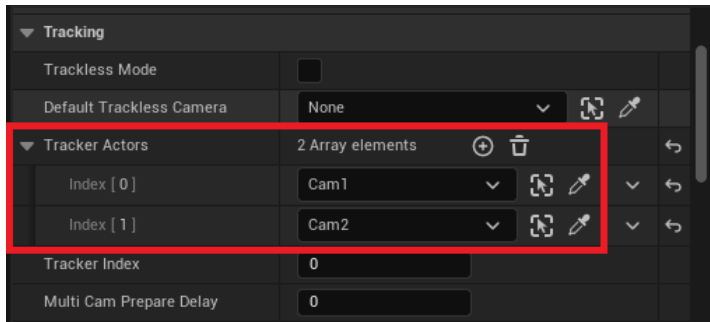 Tracking
Trackless Mode
Default Trackless Camera None
Tracker Actors 2 Array elements
Index [ 0 ] Cam1
Index [ 1 ] Cam2
Tracker Index 0
Multi Cam Prepare Delay 0